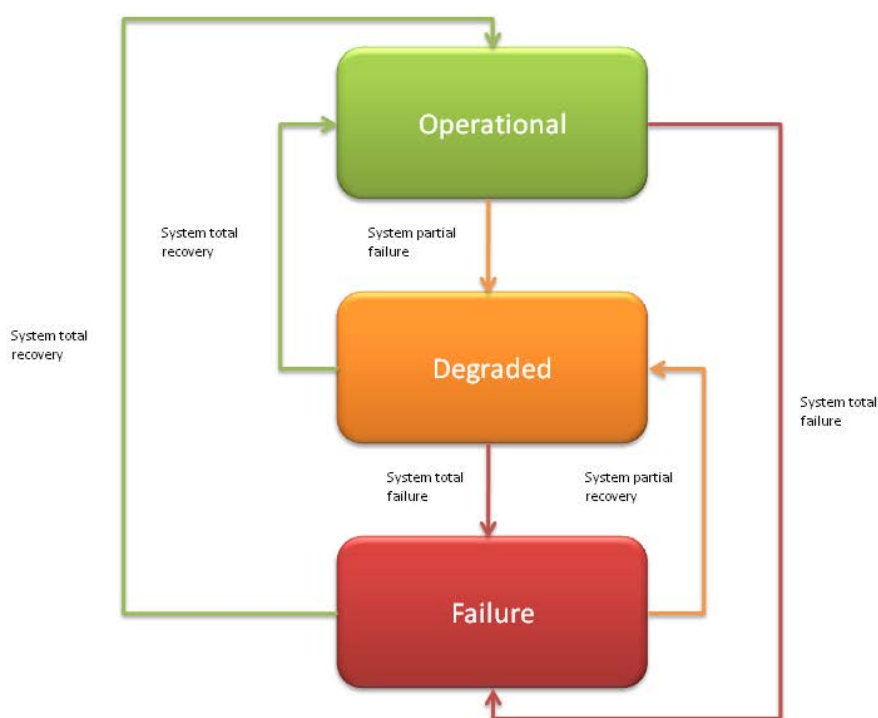 Operational
System total
recovery
System partial
failure
System total
recovery
Degraded
System total
failure
System total
failure
System partial
recovery
Failure